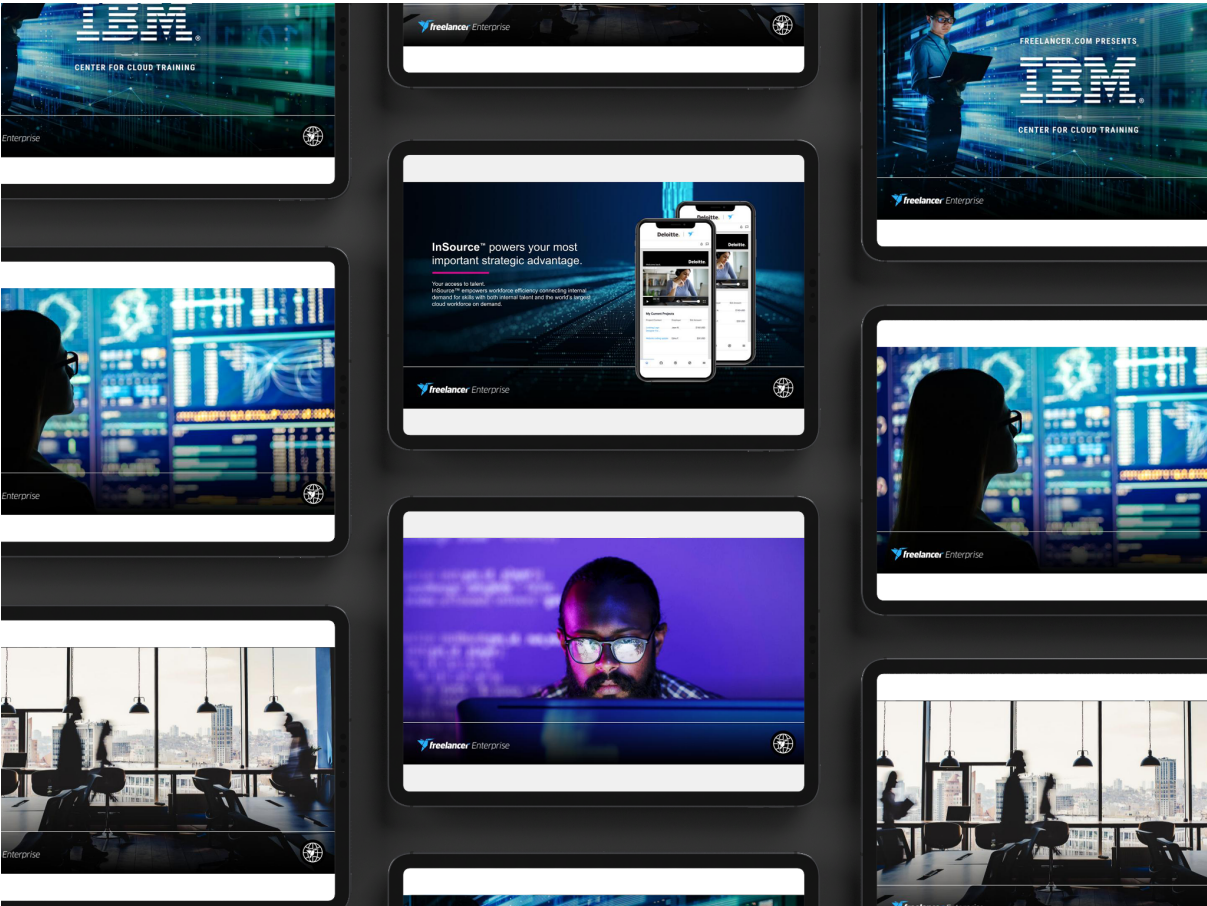 IBM®
CENTER FOR CLOUD TRAINING
Enterprise
freelancer Enterprise
FREELANCER.COM PRESENTS
IBM®
CENTER FOR CLOUD TRAINING
freelancer Enterprise
InSource™ powers your most
important strategic advantage.
Your access to talent.
InSource™ empowers workforce efficiency connecting internal
demand for skills with both internal talent and the world's largest
cloud workforce on demand.
Deloitte.
Deloitte.
Deloitte.
Deloitte.
My Current Projects
freelancer Enterprise
Enterprise
freelancer Enterprise
freelancer Enterprise
Enterprise